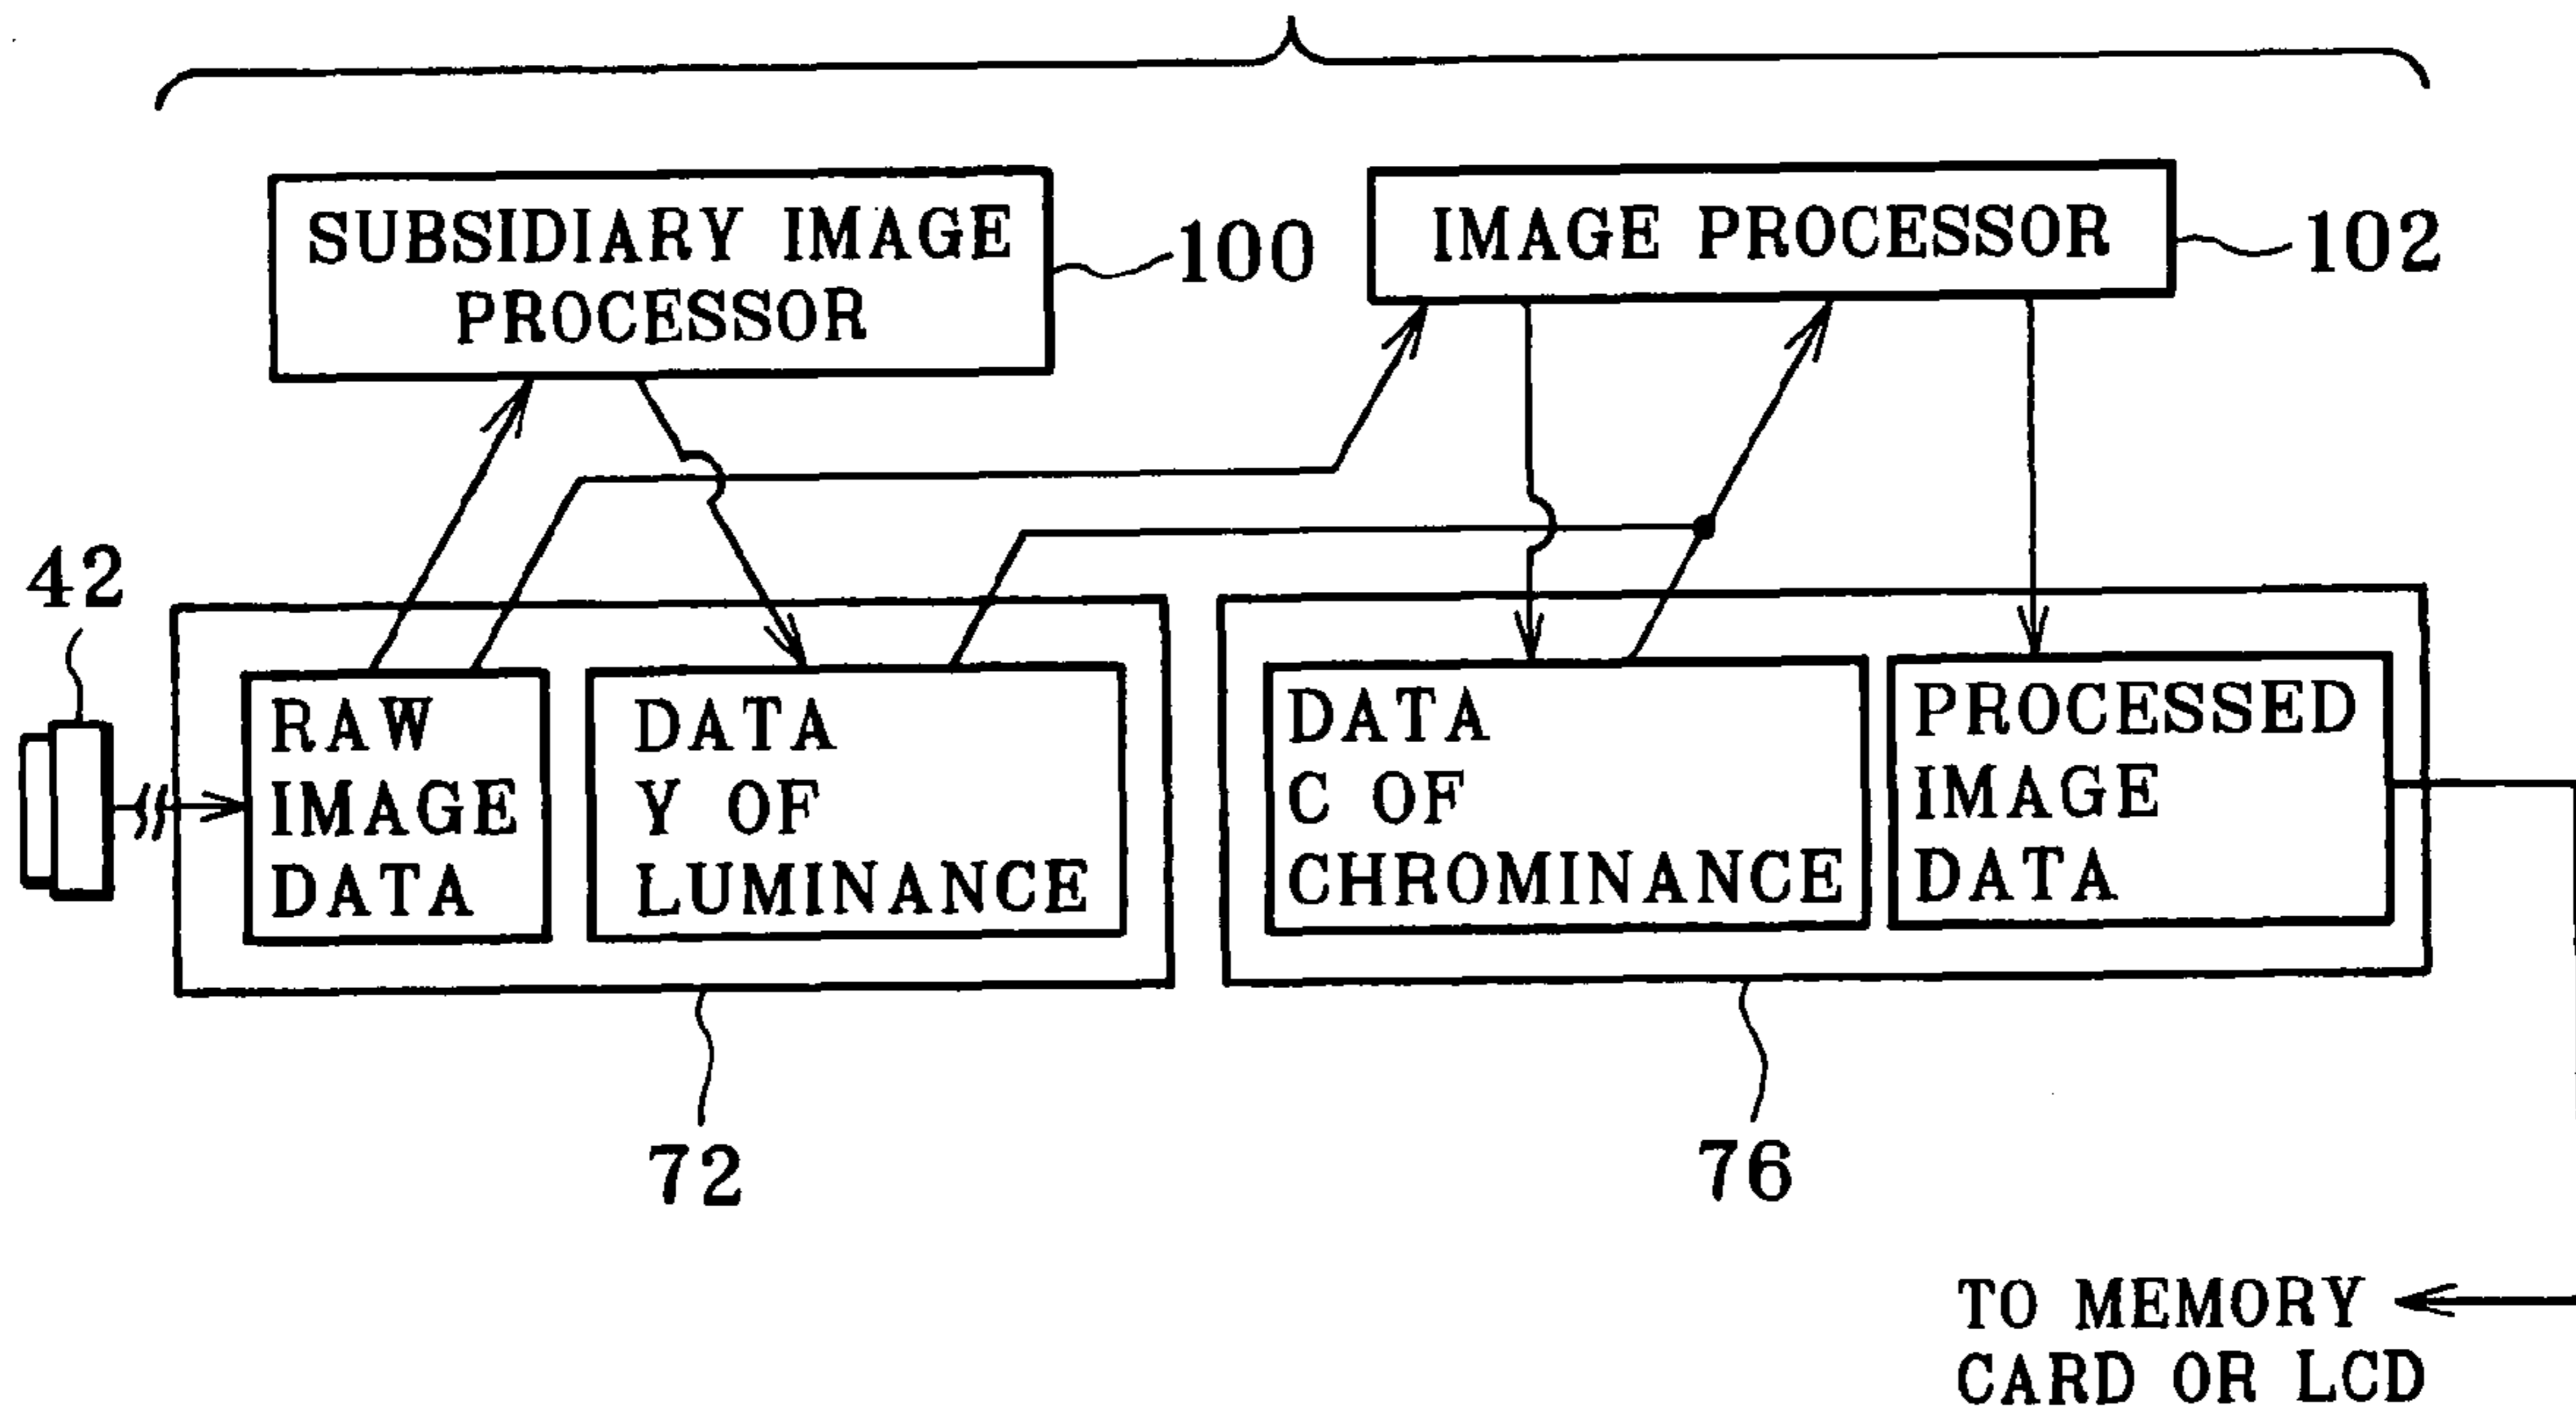 SUBSIDIARY IMAGE
PROCESSOR
100
IMAGE PROCESSOR
102
42
RAW
IMAGE
DATA
DATA
Y OF
LUMINANCE
DATA
C OF
CHROMINANCE
PROCESSED
IMAGE
DATA
72
76
TO MEMORY
CARD OR LCD